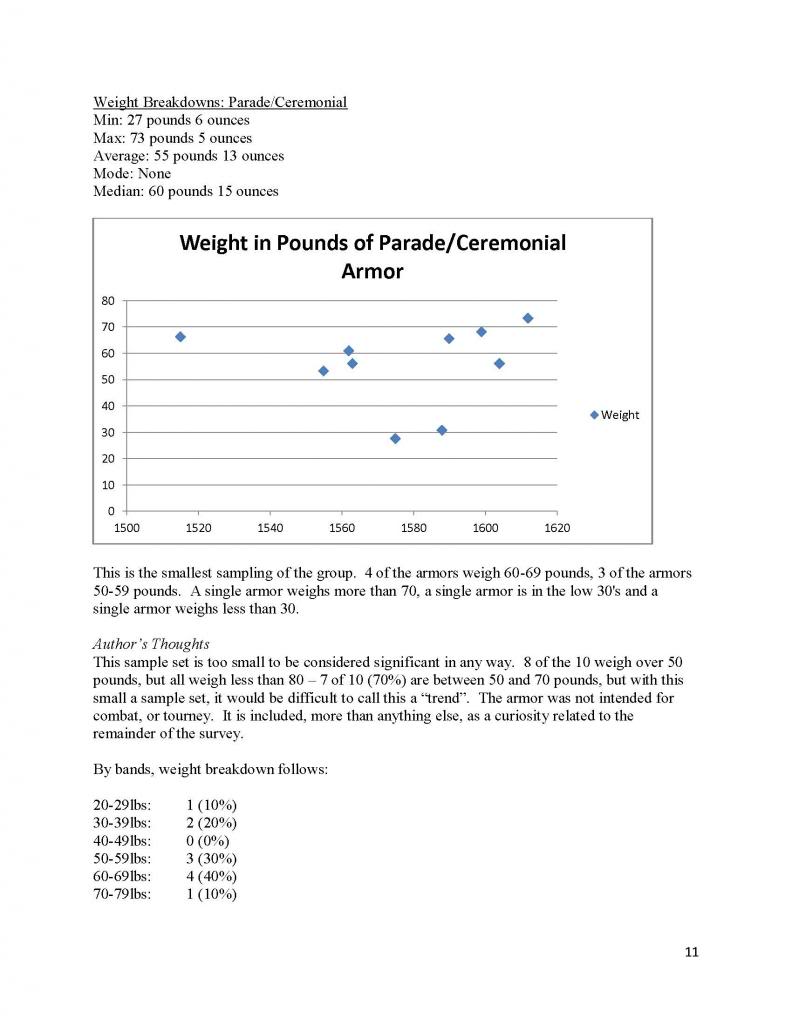 Weight Breakdowns: Parade/Ceremonial
Min: 27 pounds 6 ounces
Max: 73 pounds 5 ounces
Average: 55 pounds 13 ounces
Mode: None
Median: 60 pounds 15 ounces
Weight in Pounds of Parade/Ceremonial
Armor
80
70
60
50
40
30
20
10
0
1500 1520 1540 1560 1580 1600 1620
Weight
This is the smallest sampling of the group. 4 of the armors weigh 60-69 pounds, 3 of the armors
50-59 pounds. A single armor weighs more than 70, a single armor is in the low 30's and a
single armor weighs less than 30.
Author’s Thoughts
This sample set is too small to be considered significant in any way. 8 of the 10 weigh over 50
pounds, but all weigh less than 80 – 7 of 10 (70%) are between 50 and 70 pounds, but with this
small a sample set, it would be difficult to call this a “trend”. The armor was not intended for
combat, or tourney. It is included, more than anything else, as a curiosity related to the
remainder of the survey.
By bands, weight breakdown follows:
20-29lbs: 1 (10%)
30-39lbs: 2 (20%)
40-49lbs: 0 (0%)
50-59lbs: 3 (30%)
60-69lbs: 4 (40%)
70-79lbs: 1 (10%)
11